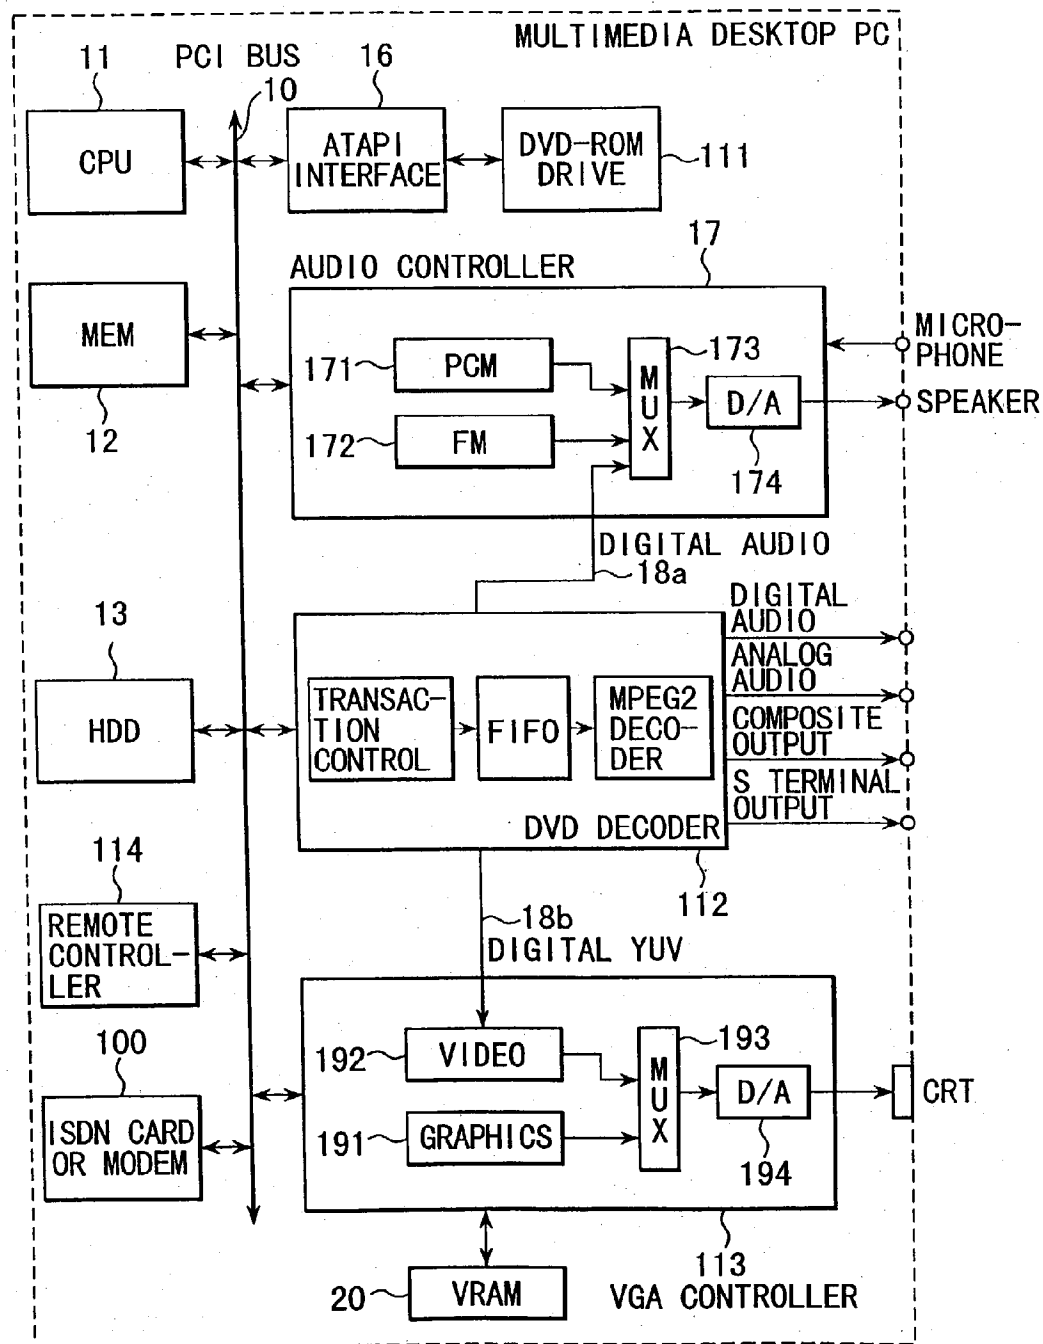 MULTIMEDIA DESKTOP PC
11
PCI BUS
16
10
CPU
ATAPI
INTERFACE
DVD-ROM
DRIVE
111
17
AUDIO CONTROLLER
MEM
12
171
PCM
172
FM
MUX
173
D/A
174
MICRO-
PHONE
SPEAKER
DIGITAL AUDIO
18a
13
HDD
TRANSAC-
TION
CONTROL
FIFO
MPEG2
DECO-
DER
DVD DECODER
112
DIGITAL
AUDIO
ANALOG
AUDIO
COMPOSITE
OUTPUT
S TERMINAL
OUTPUT
114
REMOTE
CONTROL-
LER
18b
DIGITAL YUV
100
ISDN CARD
OR MODEM
192
VIDEO
191
GRAPHICS
MUX
193
D/A
194
CRT
113
VGA CONTROLLER
20
VRAM